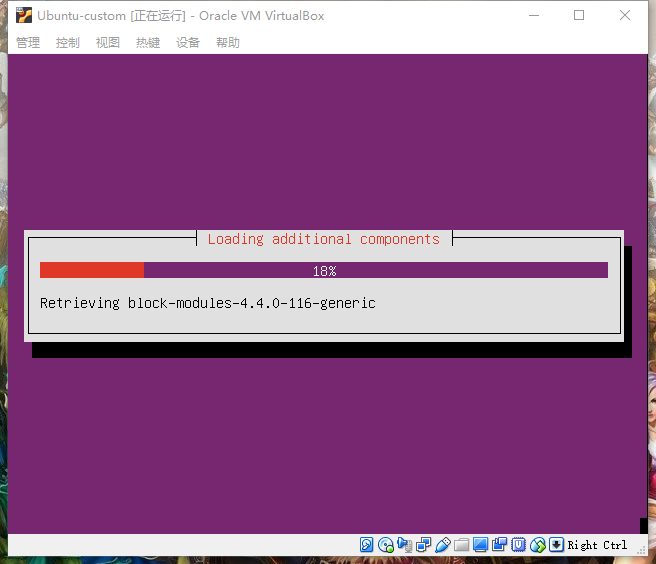 Ubuntu-custom [正在运行] - Oracle VM VirtualBox
管理 控制 视图 热键 设备 帮助
Loading additional components
18%
Retrieving block-modules-4.4.0-116-generic
Right Ctrl